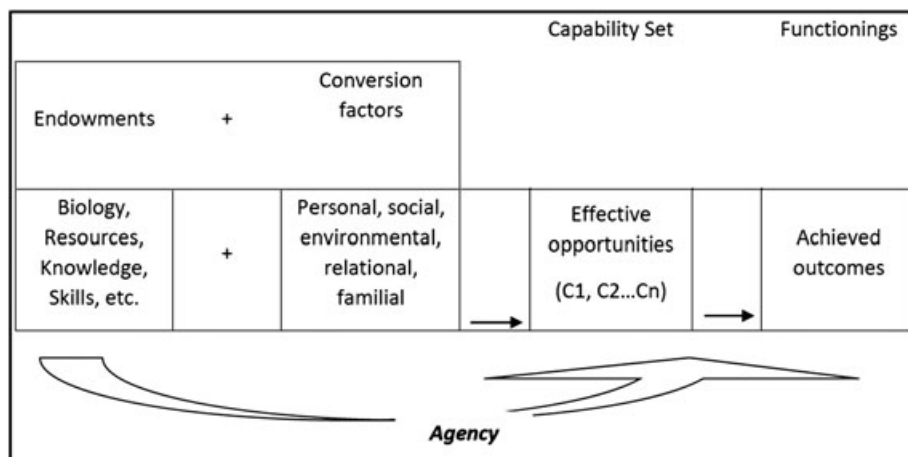 Capability Set
Functionings
Endowments
+
Conversion
factors
Biology,
Resources,
Knowledge,
Skills, etc.
+
Personal, social,
environmental,
relational,
familial
Effective
opportunities
(C1, C2...Cn)
Achieved
outcomes
Agency